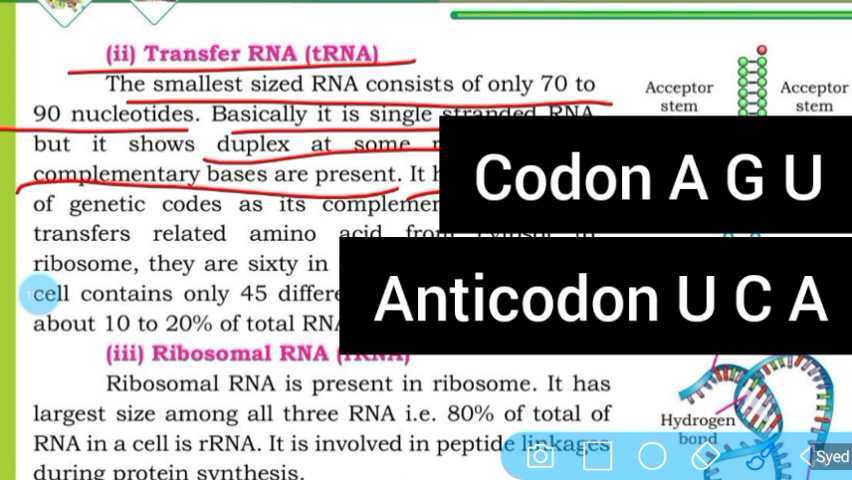 (ii) Transfer RNA (tRNA)
The smallest sized RNA consists of only 70 to
90 nucleotides. Basically it is single stranded RNA
but it shows duplex at some
complementary bases are present. It
of genetic codes as its
transfers related amino acid from cytosol to
ribosome, they are sixty in
cell contains only 45
about 10 to 20% of total
(iii) Ribosomal RNA (rRNA)
Ribosomal RNA is present in ribosome. It has
largest size among all three RNA i.e. 80% of total of
RNA in a cell is rRNA. It is involved in peptide linkages
during protein synthesis.
Acceptor
stem
Acceptor
stem
Codon A G U
Anticodon U C A
Hydrogen
bond
Syed